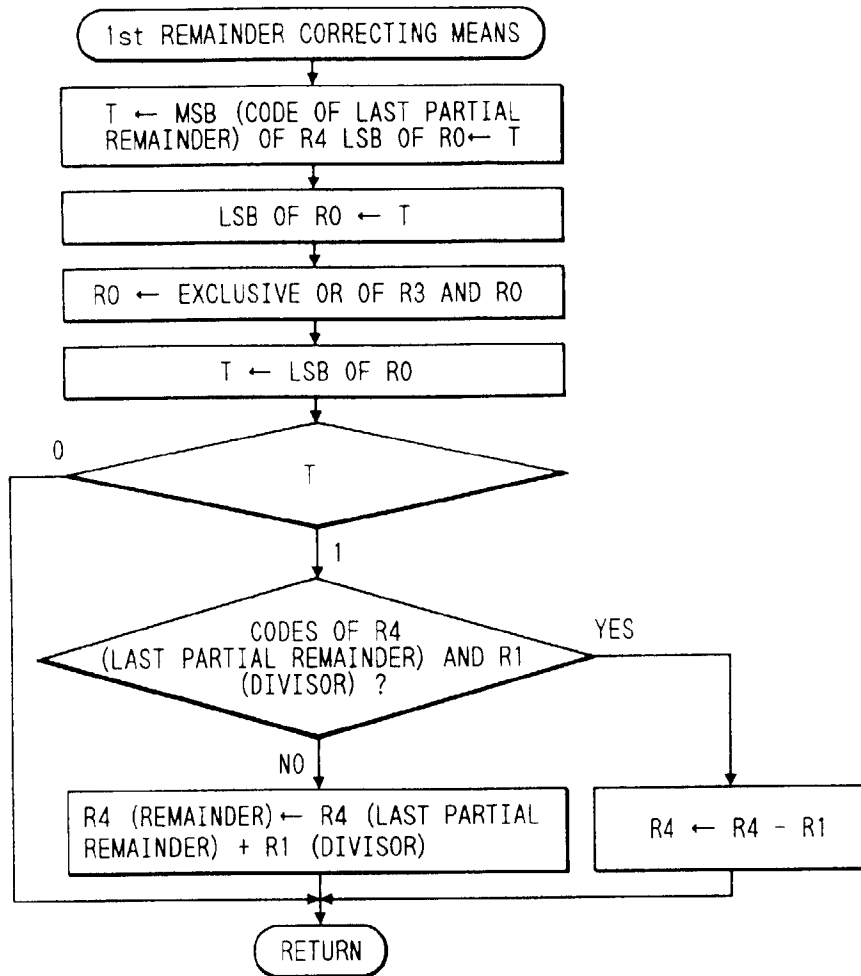 1st REMAINDER CORRECTING MEANS
T ← MSB (CODE OF LAST PARTIAL
REMAINDER) OF R4 LSB OF R0← T
LSB OF R0 ← T
R0 ← EXCLUSIVE OR OF R3 AND R0
T ← LSB OF R0
0
T
1
CODES OF R4
(LAST PARTIAL REMAINDER) AND R1
(DIVISOR) ?
YES
NO
R4 (REMAINDER)← R4 (LAST PARTIAL
REMAINDER) + R1 (DIVISOR)
R4 ← R4 - R1
RETURN